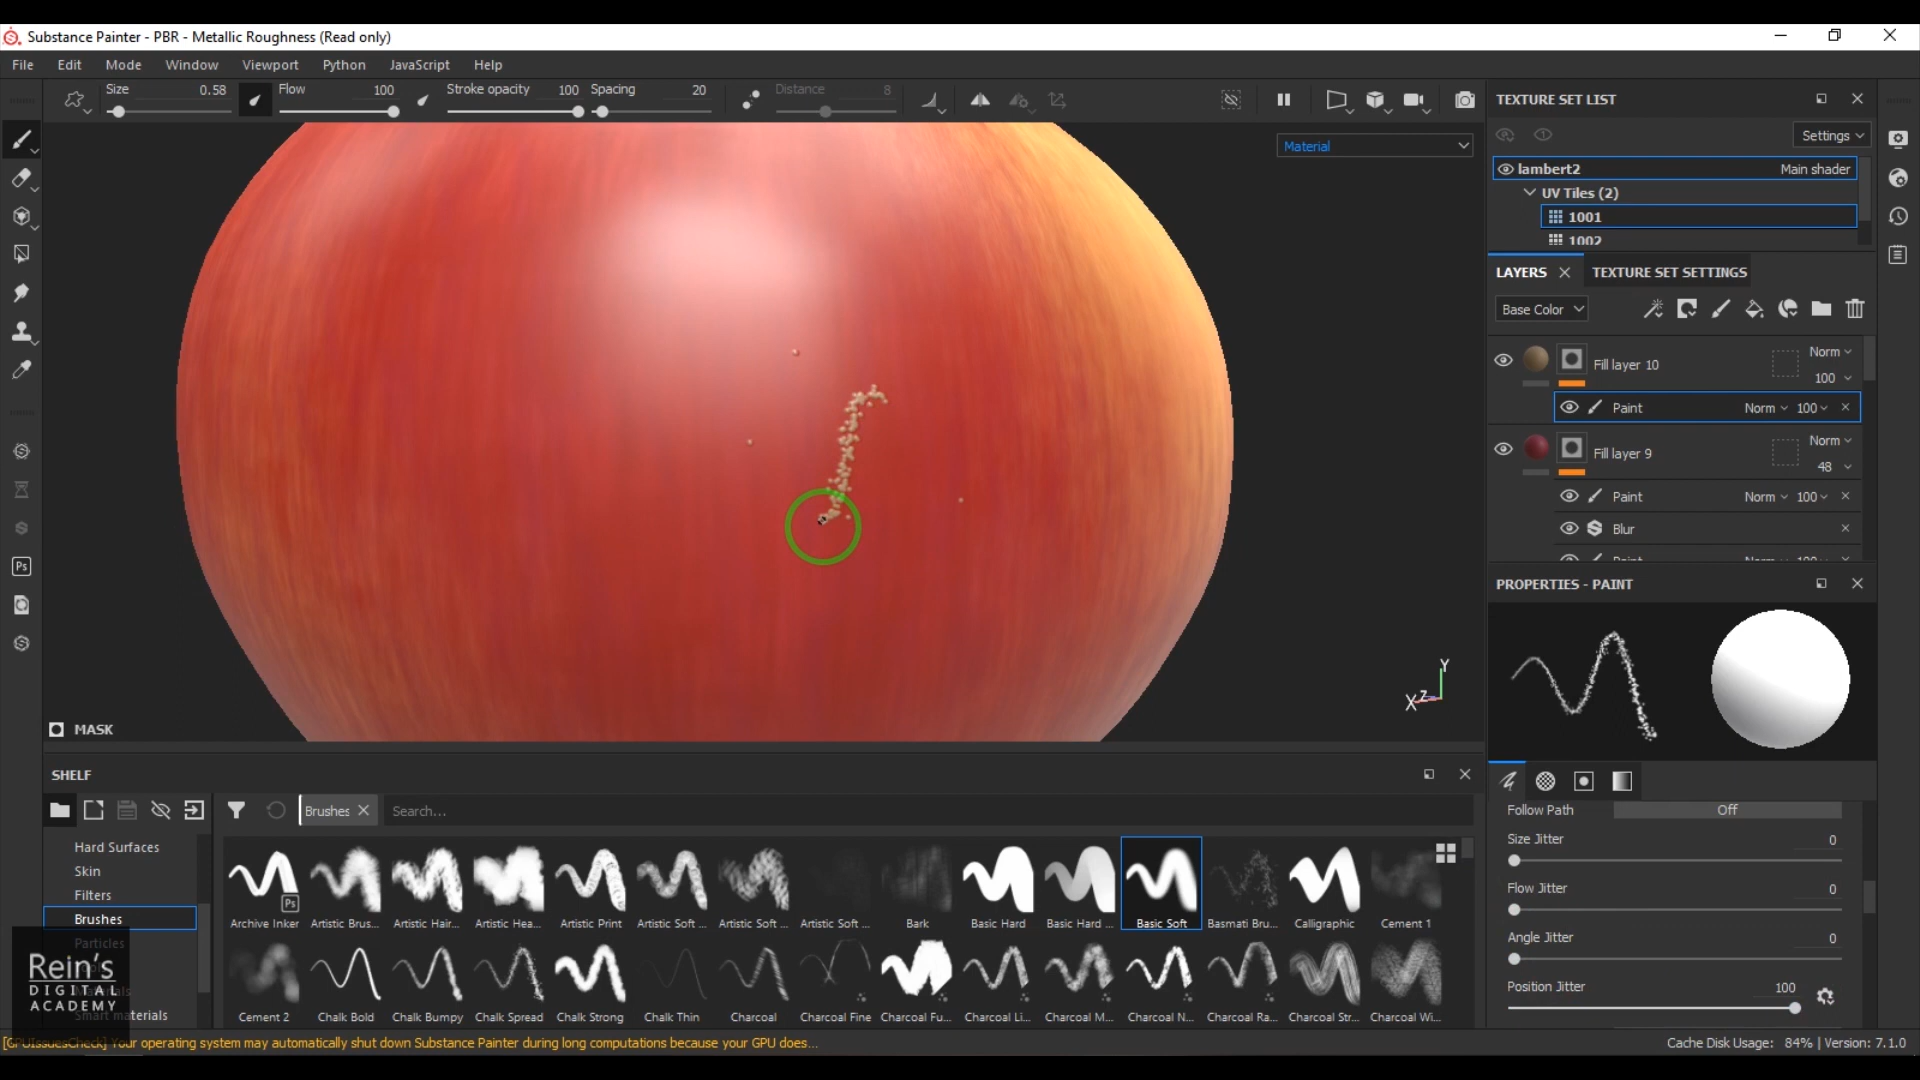 Substance Painter - PBR - Metallic Roughness (Read only)
File Edit Mode Window Viewport Python JavaScript Help
Size 0.58 Flow 100 Stroke opacity 100 Spacing 20 Distance 8
TEXTURE SET LIST
Material
Settings
lambert2 Main shader
UV Tiles (2)
1001
1002
LAYERS TEXTURE SET SETTINGS
Base Color
Norm
Fill layer 10
100
Paint Norm 100
Norm
Fill layer 9
48
Paint Norm 100
Blur
Paint Norm 100
PROPERTIES - PAINT
Y
X Z
MASK
SHELF
Brushes Search...
Follow Path Off
Size Jitter 0
Flow Jitter 0
Angle Jitter 0
Position Jitter 100
Hard Surfaces
Skin
Filters
Brushes
Particles
Smart materials
Ps
Ps
Archive Inker Artistic Brus... Artistic Hair... Artistic Hea... Artistic Print Artistic Soft ... Artistic Soft ... Artistic Soft ... Bark Basic Hard Basic Hard ... Basic Soft Basmati Bru... Calligraphic Cement 1
Cement 2 Chalk Bold Chalk Bumpy Chalk Spread Chalk Strong Chalk Thin Charcoal Charcoal Fine Charcoal Fu... Charcoal Li... Charcoal M... Charcoal N... Charcoal Ra... Charcoal Str... Charcoal Wi...
Rein's
DIGITAL
ACADEMY
[GPUIssuesCheck] Your operating system may automatically shut down Substance Painter during long computations because your GPU does...
Cache Disk Usage: 84% | Version: 7.1.0